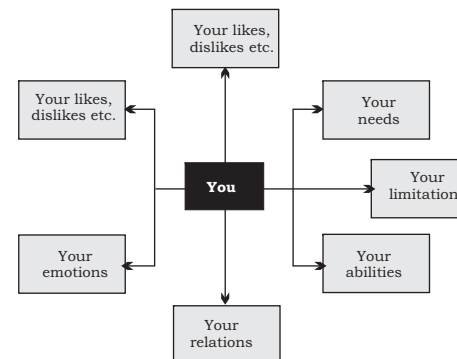 Your likes,
dislikes etc.
Your likes,
dislikes etc.
Your
needs
You
Your
limitation
Your
emotions
Your
abilities
Your
relations